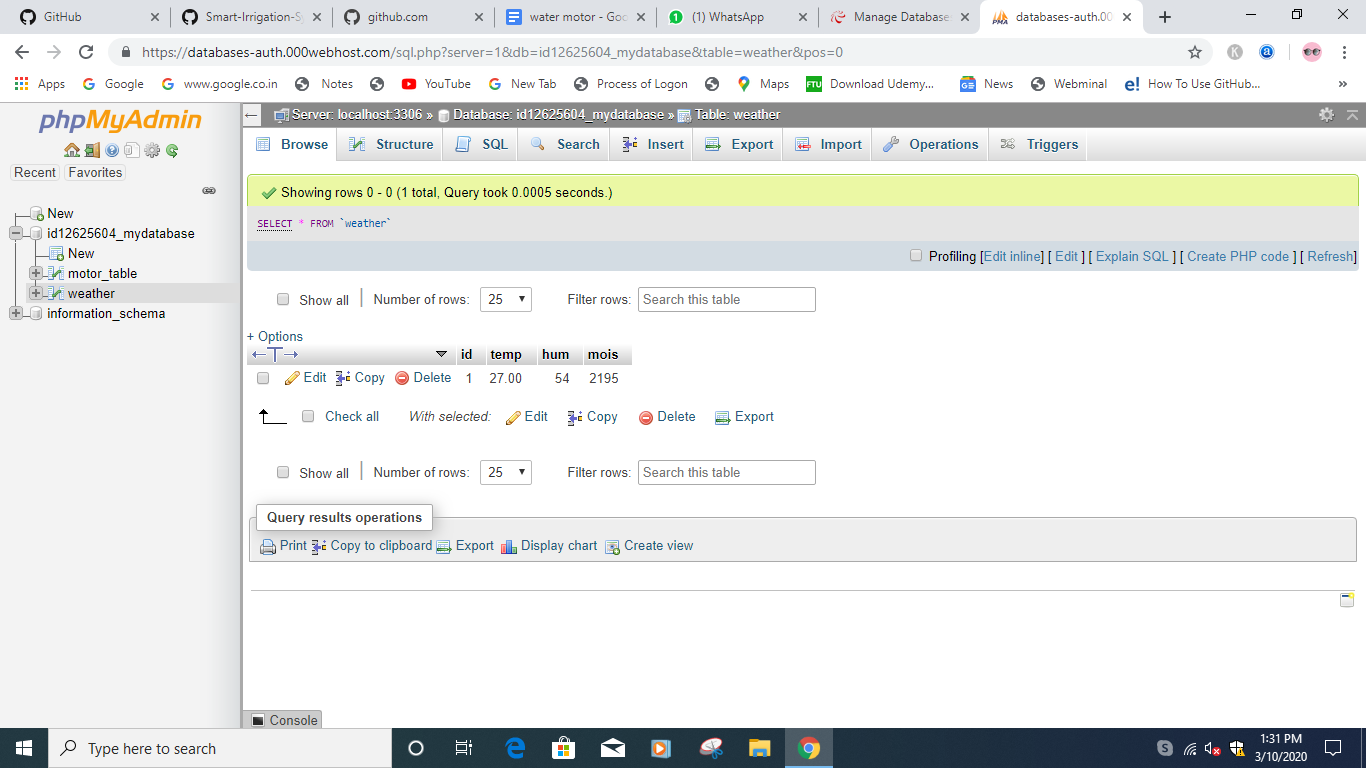 GitHub
Smart-Irrigation-S
github.com
water motor - Goo
(1) WhatsApp
Manage Database
databases-auth.00
https://databases-auth.000webhost.com/sql.php?server=1&db=id12625604_mydatabase&table=weather&pos=0
Apps Google www.google.co.in Notes YouTube New Tab Process of Logon Maps Download Udemy... News Webminal How To Use GitHub... »
phpMyAdmin
Recent Favorites
New
id12625604_mydatabase
New
motor_table
weather
information_schema
Server: localhost:3306 » Database: id12625604_mydatabase » Table: weather
Browse Structure SQL Search Insert Export Import Operations Triggers
Showing rows 0 - 0 (1 total, Query took 0.0005 seconds.)
SELECT * FROM `weather`
Profiling [Edit inline] [ Edit ] [ Explain SQL ] [ Create PHP code ] [ Refresh]
Show all | Number of rows: 25 Filter rows: Search this table
+ Options
←T→ id temp hum mois
Edit Copy Delete 1 27.00 54 2195
Check all With selected: Edit Copy Delete Export
Show all | Number of rows: 25 Filter rows: Search this table
Query results operations
Print Copy to clipboard Export Display chart Create view
Console
Type here to search
1:31 PM
3/10/2020